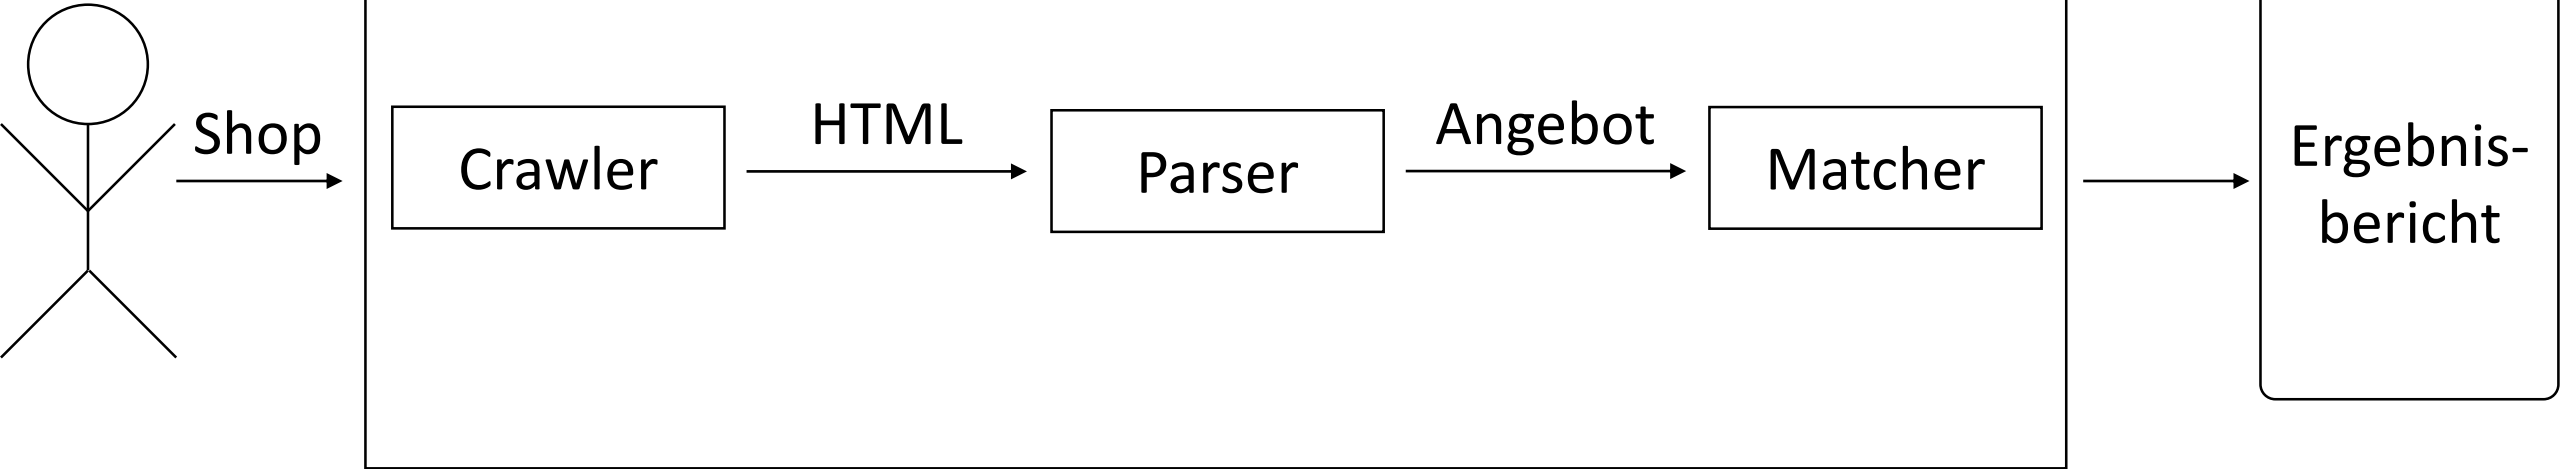 Shop
Crawler
HTML
Parser
Angebot
Matcher
Ergebnis-
bericht